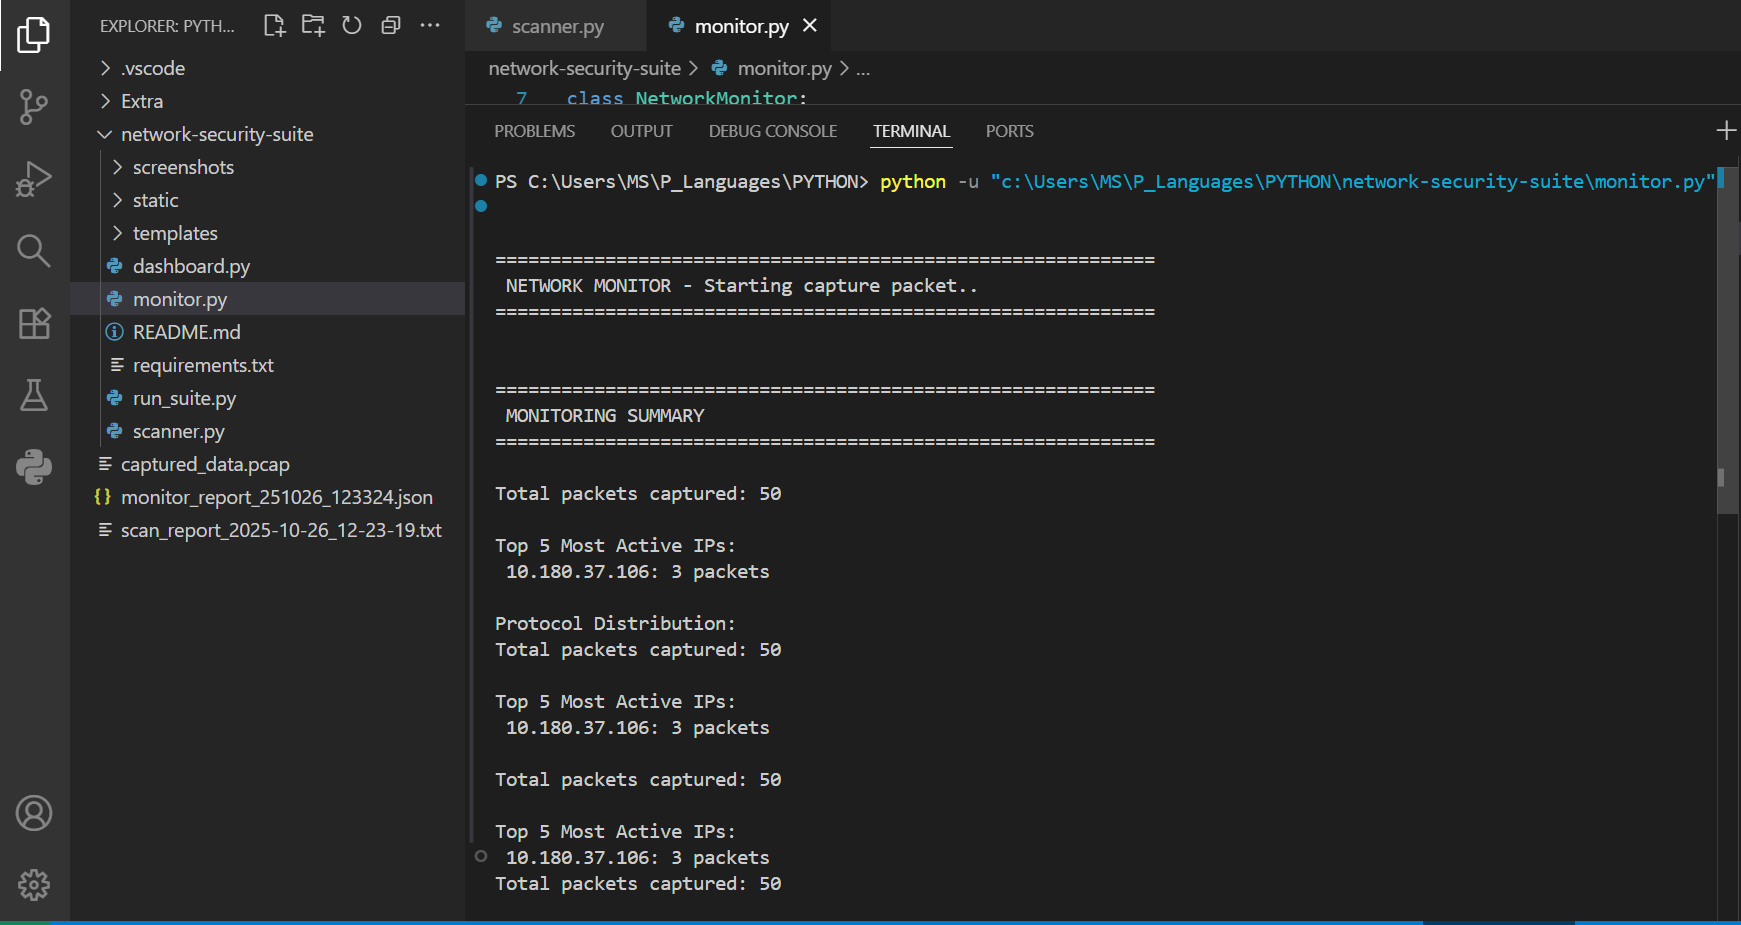 EXPLORER: PYTH...
.vscode
Extra
network-security-suite
screenshots
static
templates
dashboard.py
monitor.py
README.md
requirements.txt
run_suite.py
scanner.py
captured_data.pcap
{} monitor_report_251026_123324.json
scan_report_2025-10-26_12-23-19.txt
scanner.py monitor.py
network-security-suite > monitor.py > ...
7 class NetworkMonitor:
PROBLEMS OUTPUT DEBUG CONSOLE TERMINAL PORTS
PS C:\Users\MS\P_Languages\PYTHON> python -u "c:\Users\MS\P_Languages\PYTHON\network-security-suite\monitor.py"
============================================================
NETWORK MONITOR - Starting capture packet..
============================================================
============================================================
MONITORING SUMMARY
============================================================
Total packets captured: 50
Top 5 Most Active IPs:
10.180.37.106: 3 packets
Protocol Distribution:
Total packets captured: 50
Top 5 Most Active IPs:
10.180.37.106: 3 packets
Total packets captured: 50
Top 5 Most Active IPs:
10.180.37.106: 3 packets
Total packets captured: 50